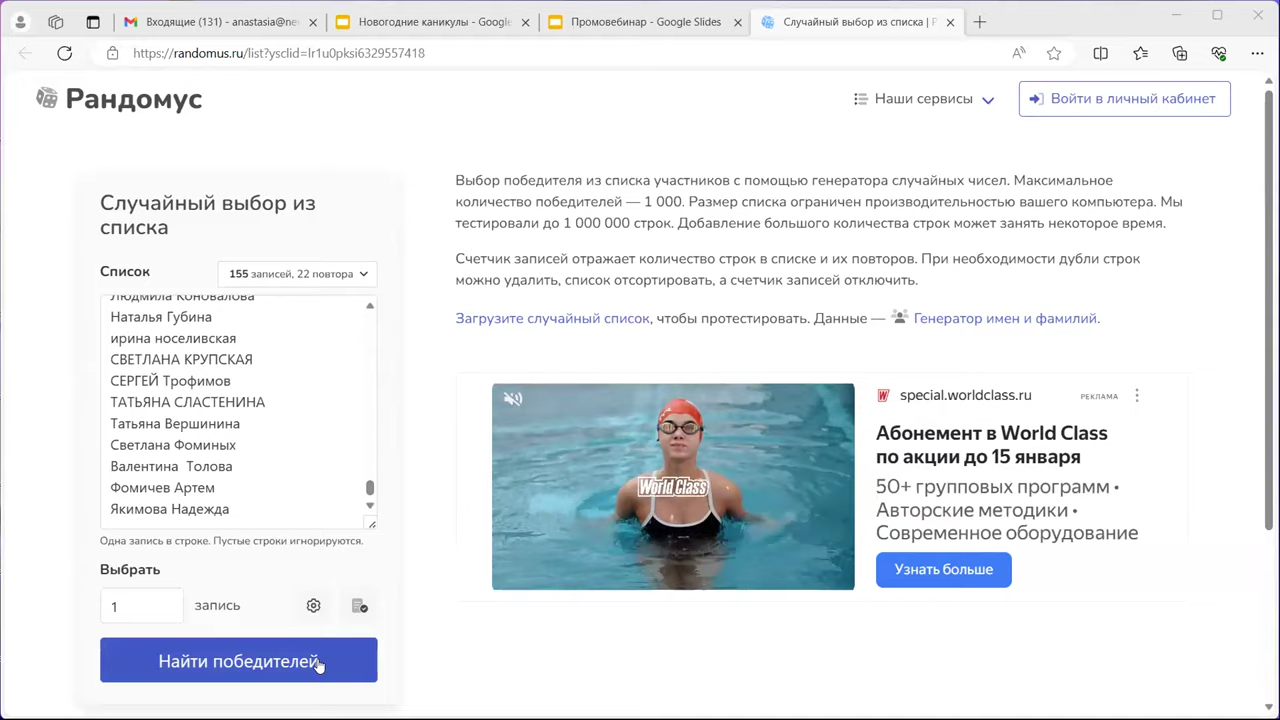 Входящие (131) - anastasia@ne
Новогодние каникулы - Google
Промовебинар - Google Slides
Случайный выбор из списка | Р
https://randomus.ru/list?ysclid=lr1u0pksi6329557418
Рандомус
Наши сервисы
Войти в личный кабинет
Случайный выбор из
списка
Список
155 записей, 22 повтора
Людмила Коновалова
Наталья Губина
ирина носеливская
СВЕТЛАНА КРУПСКАЯ
СЕРГЕЙ Трофимов
ТАТЬЯНА СЛАСТЕНИНА
Татьяна Вершинина
Светлана Фоминых
Валентина Толова
Фомичев Артем
Якимова Надежда
Одна запись в строке. Пустые строки игнорируются.
Выбрать
1
запись
Найти победителей
Выбор победителя из списка участников с помощью генератора случайных чисел. Максимальное
количество победителей — 1 000. Размер списка ограничен производительностью вашего компьютера. Мы
тестировали до 1 000 000 строк. Добавление большого количества строк может занять некоторое время.
Счетчик записей отражает количество строк в списке и их повторов. При необходимости дубли строк
можно удалить, список отсортировать, а счетчик записей отключить.
Загрузите случайный список, чтобы протестировать. Данные — Генератор имен и фамилий.
World Class
special.worldclass.ru
РЕКЛАМА
Абонемент в World Class
по акции до 15 января
50+ групповых программ •
Авторские методики •
Современное оборудование
Узнать больше